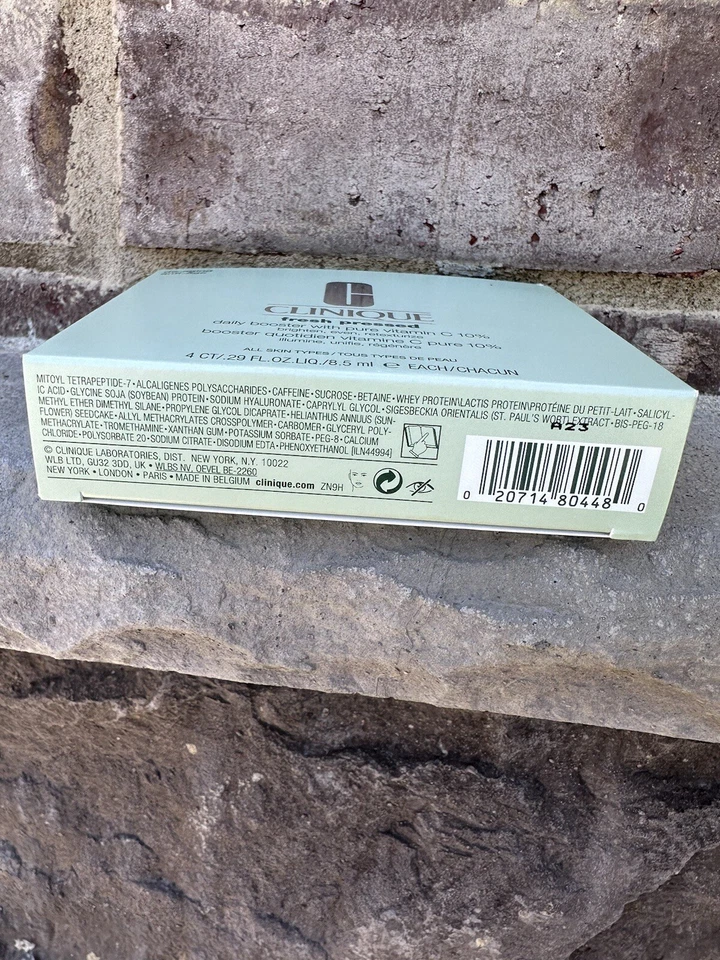 CLINIQUE
fresh pressed
daily booster with pure vitamin C 10%
brighten, even, retexturize
booster quotidien vitamine C pure 10%
illumine, unifie, régénère
ALL SKIN TYPES / TOUS TYPES DE PEAU
4 CT/.29 FL.OZ.LIQ./8.5 ml e EACH/CHACUN
MITOYL TETRAPEPTIDE-7 • ALCALIGENES POLYSACCHARIDES • CAFFEINE • SUCROSE • BETAINE • WHEY PROTEIN\LACTIS PROTEIN\PROTÉINE DU PETIT-LAIT • SALICYL-
IC ACID • GLYCINE SOJA (SOYBEAN) PROTEIN • SODIUM HYALURONATE • CAPRYLYL GLYCOL • SIGESBECKIA ORIENTALIS (ST. PAUL'S WORT) EXTRACT • BIS-PEG-18
METHYL ETHER DIMETHYL SILANE • PROPYLENE GLYCOL DICAPRATE • HELIANTHUS ANNUUS (SUN-
FLOWER) SEEDCAKE • ALLYL METHACRYLATES CROSSPOLYMER • CARBOMER • GLYCERYL POLY-
METHACRYLATE • TROMETHAMINE • XANTHAN GUM • POTASSIUM SORBATE • PEG-8 • CALCIUM
CHLORIDE • POLYSORBATE 20 • SODIUM CITRATE • DISODIUM EDTA • PHENOXYETHANOL [ILN44994]
A23
© CLINIQUE LABORATORIES, DIST. NEW YORK, N.Y. 10022
WLB LTD, GU32 3DD, UK • WLBS NV. OEVEL BE-2260
NEW YORK • LONDON • PARIS • MADE IN BELGIUM clinique.com ZN9H
0 20714 80448 0